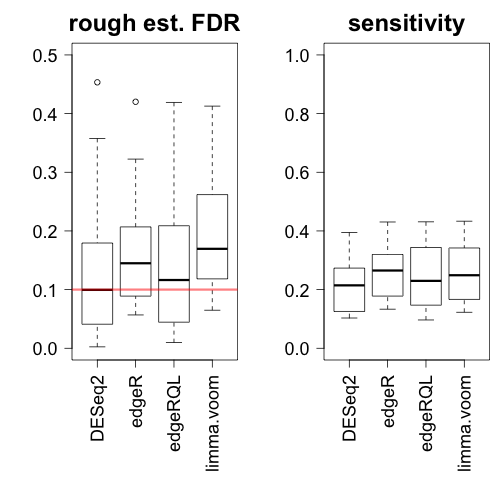 rough est. FDR
0.5
0.4
0.3
0.2
0.1
0.0
DESeq2
edgeR
edgeRQL
limma.voom
sensitivity
1.0
0.8
0.6
0.4
0.2
0.0
DESeq2
edgeR
edgeRQL
limma.voom